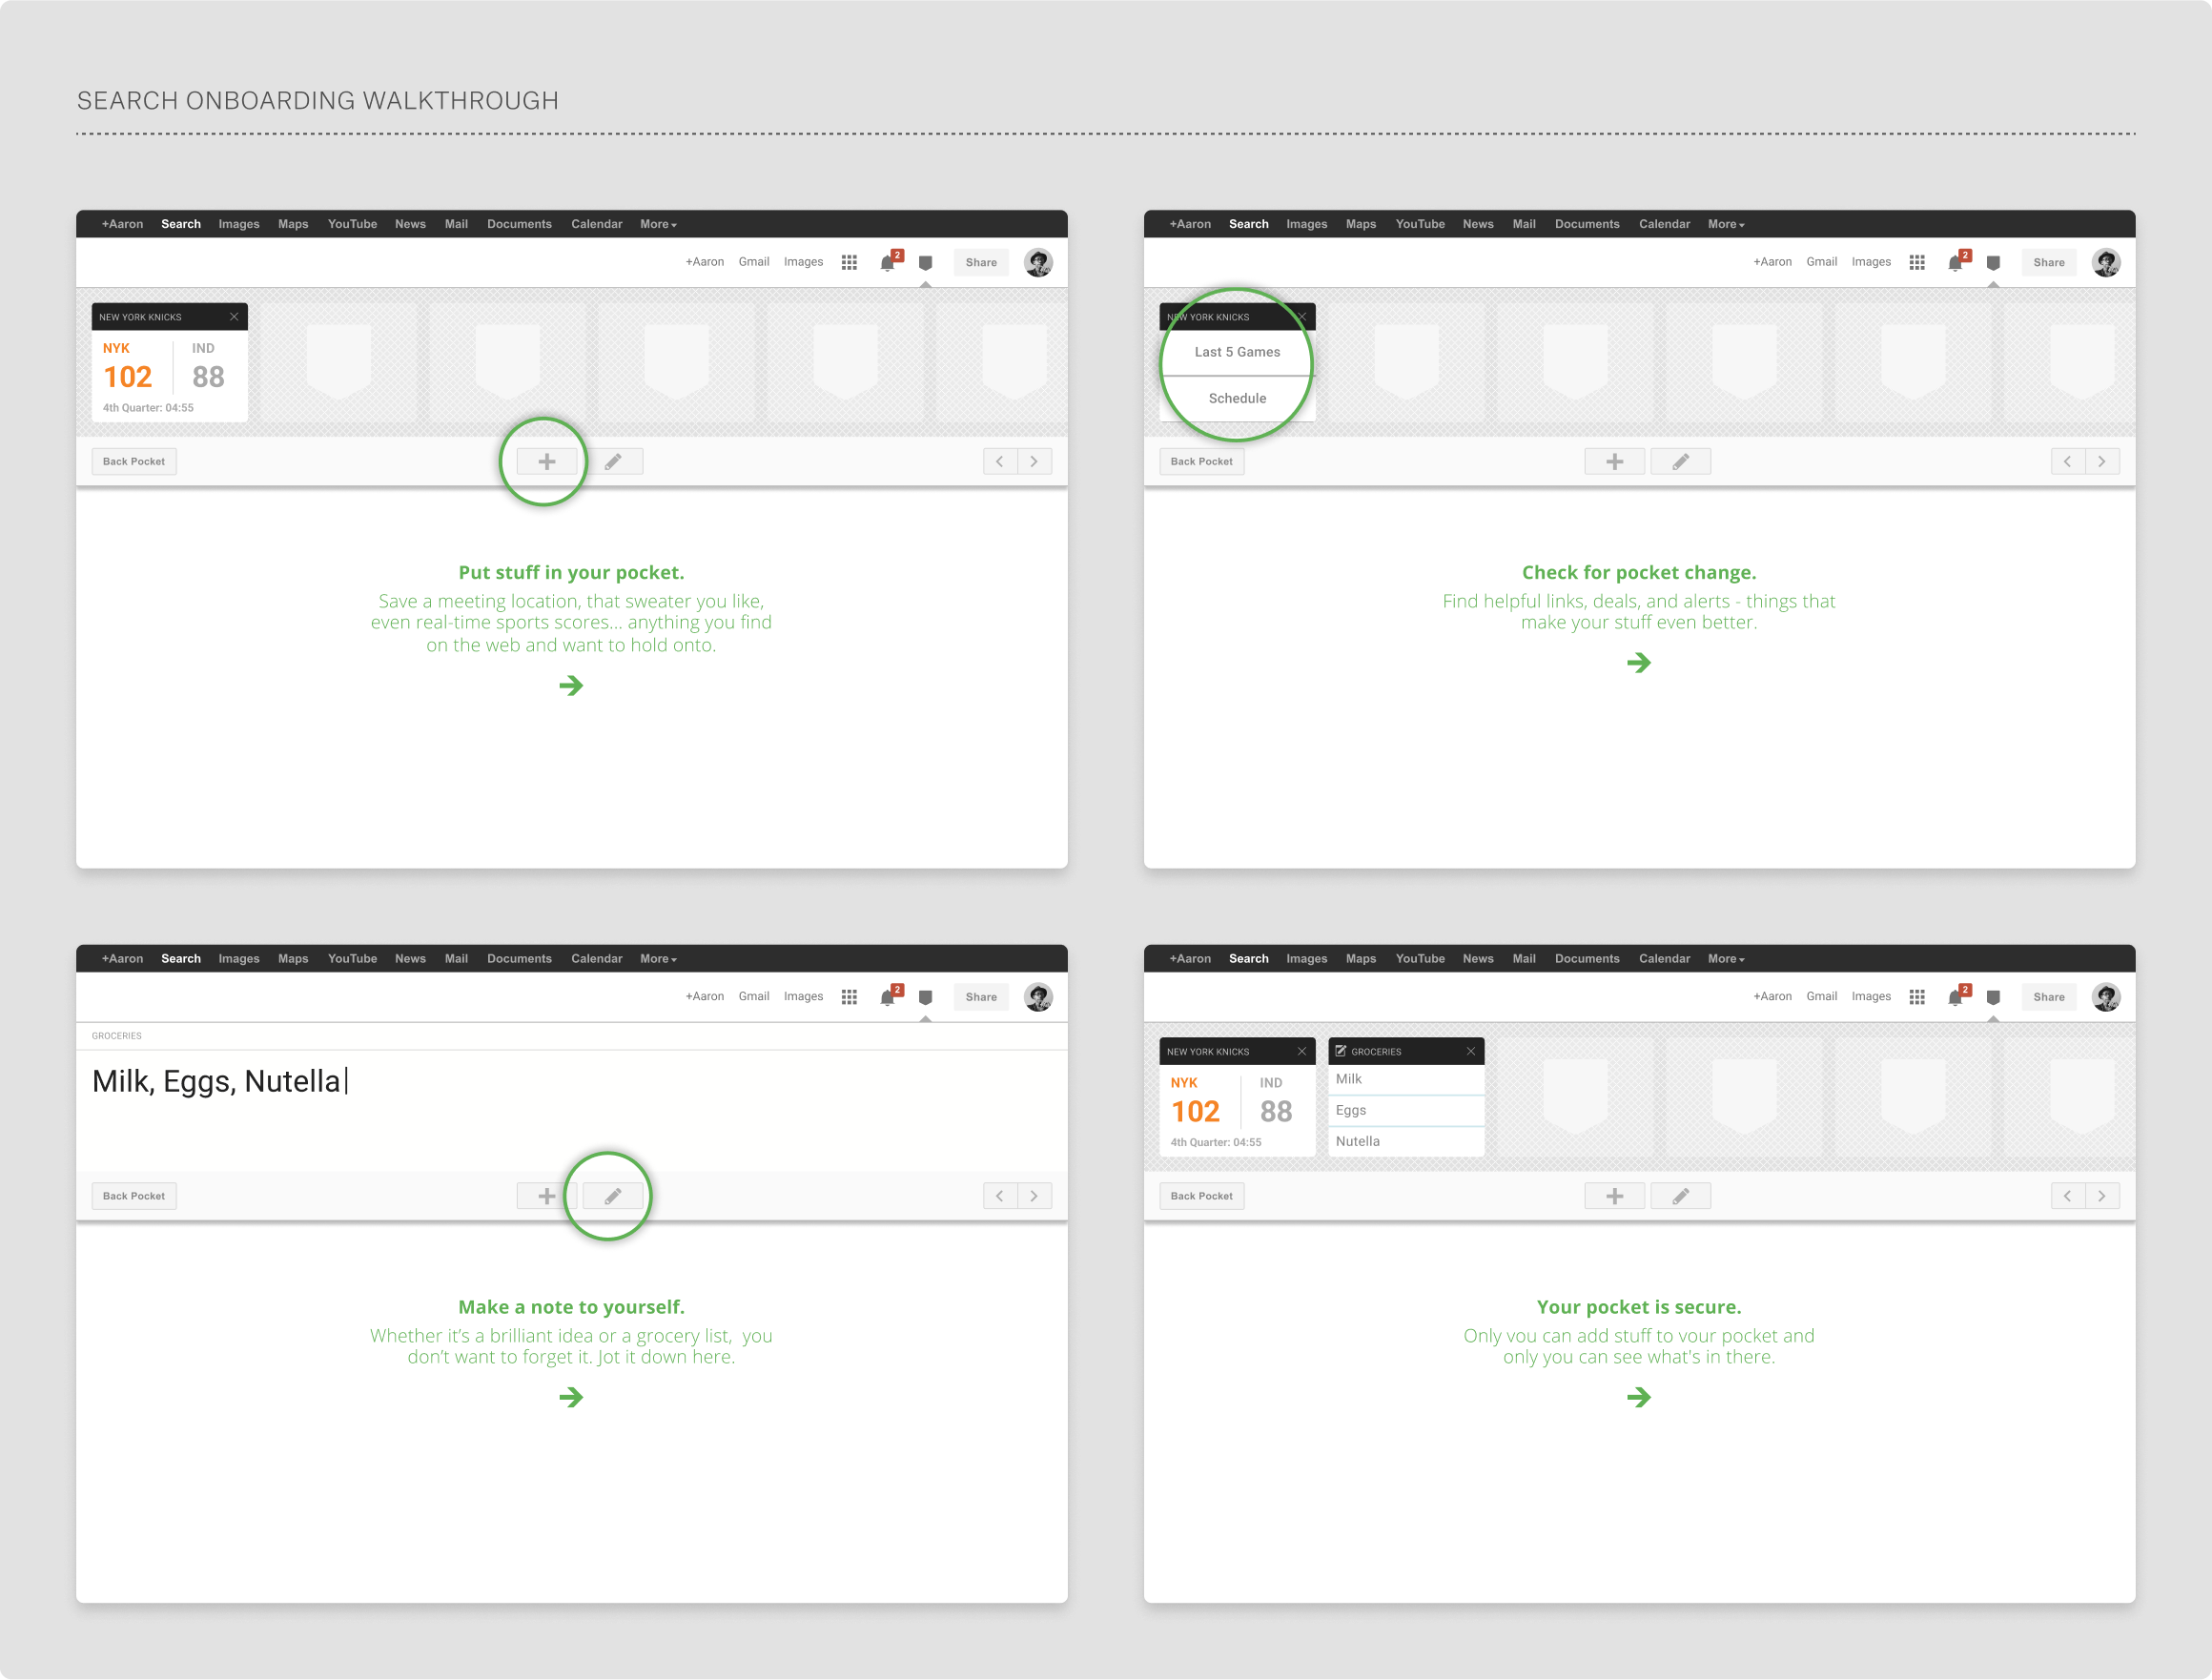 SEARCH ONBOARDING WALKTHROUGH
+Aaron Search Images Maps YouTube News Mail Documents Calendar More
+Aaron Gmail Images 2 Share
NEW YORK KNICKS
NYK IND
102 88
4th Quarter: 04:55
Back Pocket
Put stuff in your pocket.
Save a meeting location, that sweater you like,
even real-time sports scores... anything you find
on the web and want to hold onto.
+Aaron Search Images Maps YouTube News Mail Documents Calendar More
+Aaron Gmail Images 2 Share
NEW YORK KNICKS
Last 5 Games
Schedule
Back Pocket
Check for pocket change.
Find helpful links, deals, and alerts - things that
make your stuff even better.
+Aaron Search Images Maps YouTube News Mail Documents Calendar More
+Aaron Gmail Images 2 Share
GROCERIES
Milk, Eggs, Nutella
Back Pocket
Make a note to yourself.
Whether it's a brilliant idea or a grocery list,  you
don't want to forget it. Jot it down here.
+Aaron Search Images Maps YouTube News Mail Documents Calendar More
+Aaron Gmail Images 2 Share
NEW YORK KNICKS
NYK IND
102 88
4th Quarter: 04:55
GROCERIES
Milk
Eggs
Nutella
Back Pocket
Your pocket is secure.
Only you can add stuff to your pocket and
only you can see what's in there.